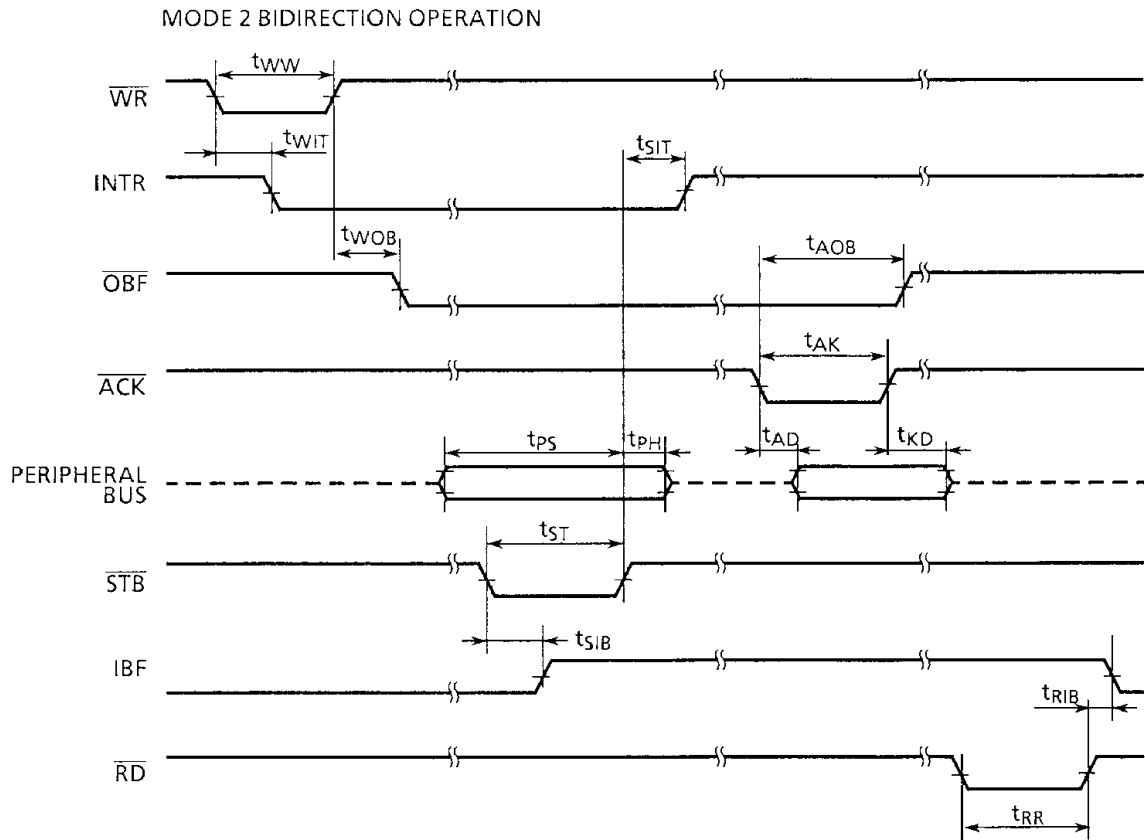 MODE 2 BIDIRECTION OPERATION
tWW
WR
tWIT
tSIT
INTR
tWOB
tAOB
OBF
tAK
ACK
tPS
tPH
tAD
tKD
PERIPHERAL
BUS
tST
STB
tSIB
IBF
tRIB
RD
tRR